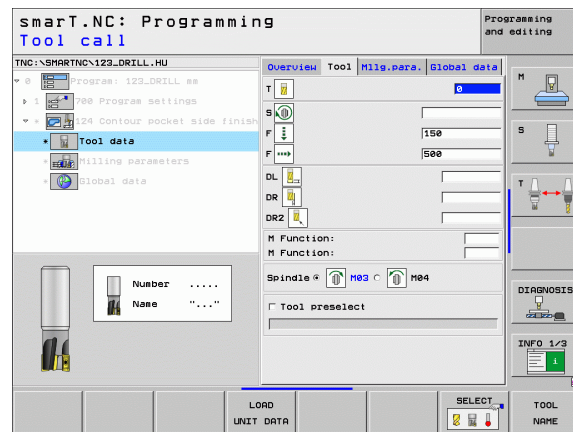 smarT.NC: Programming
Tool call
Programming
and editing
TNC:\SMARTNC\123_DRILL.HU
0 Program: 123_DRILL mm
1 700 Program settings
* 124 Contour pocket side finish
* Tool data
* Milling parameters
* Global data
Overview Tool Mllg.para. Global data
T 0
S
F 150
F 500
DL
DR
DR2
M Function:
M Function:
Spindle M03 M04
Tool preselect
Number .....
Name "..."
M
S
T
DIAGNOSIS
INFO 1/3
LOAD
UNIT DATA
SELECT
TOOL
NAME